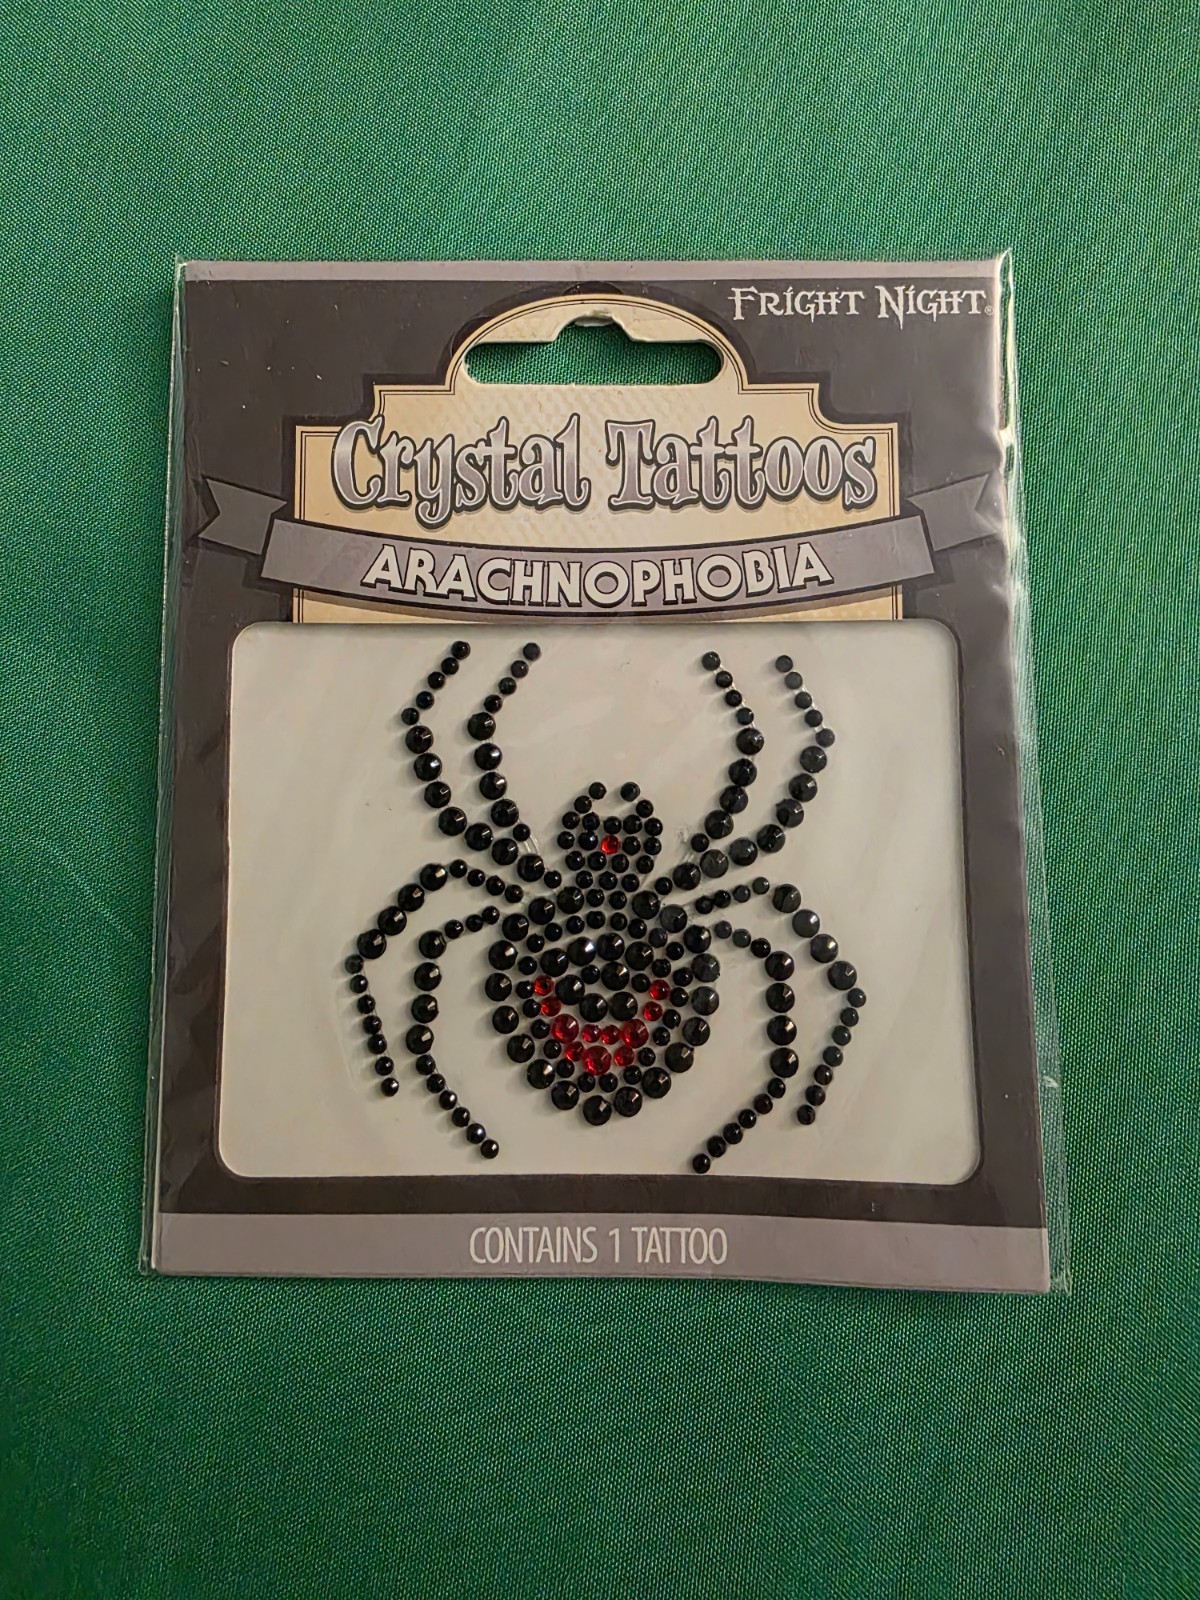 FRIGHT NIGHT®
Crystal Tattoos
ARACHNOPHOBIA
CONTAINS 1 TATTOO